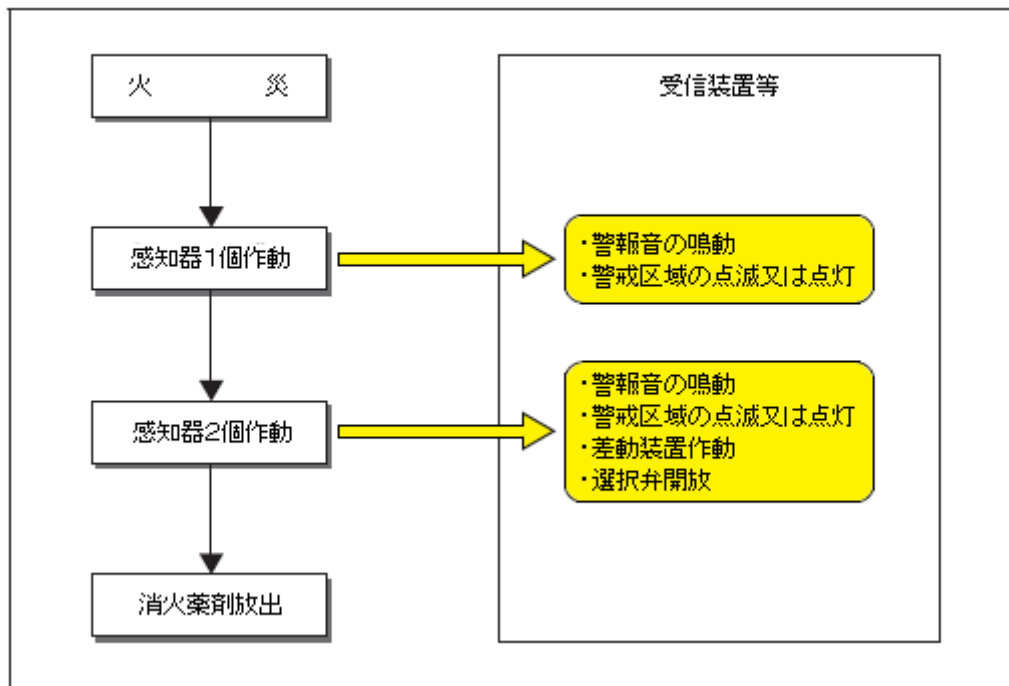 火 災
受信装置等
感知器1個作動
・警報音の鳴動
・警戒区域の点滅又は点灯
感知器2個作動
・警報音の鳴動
・警戒区域の点滅又は点灯
・差動装置作動
・選択弁開放
消火薬剤放出